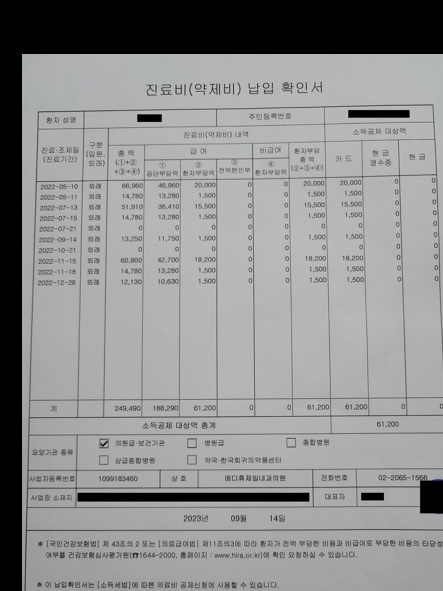 진료비(약제비) 납입 확인서
환자 성명 주민등록번호
진료·조제일 (진료기간) 구분 (입원, 외래) 진료비(약제비) 내역 소득공제 대상액
총 액 (①+② +③+④) 급 여 비급여 환자부담 총 액 (②+③+④) 카 드 현 금 영수증 현 금
① 공단부담액 ② 환자부담액 ③ 전액본인부 ④ 환자부담액
2022-05-10 외래 66,960 46,960 20,000 0 0 20,000 20,000 0 0
2022-05-11 외래 14,780 13,280 1,500 0 0 1,500 1,500 0 0
2022-07-13 외래 51,910 36,410 15,500 0 0 15,500 15,500 0 0
2022-07-15 외래 14,780 13,280 1,500 0 0 1,500 1,500 0 0
2022-07-21 외래 0 0 0 0 0 0 0 0 0
2022-09-14 외래 13,250 11,750 1,500 0 0 1,500 1,500 0 0
2022-10-21 외래 0 0 0 0 0 0 0 0 0
2022-11-15 외래 60,900 42,700 18,200 0 0 18,200 18,200 0 0
2022-11-16 외래 14,780 13,280 1,500 0 0 1,500 1,500 0 0
2022-12-26 외래 12,130 10,630 1,500 0 0 1,500 1,500 0 0
계 249,490 188,290 61,200 0 0 61,200 61,200 0 0
소득공제 대상액 총계 61,200
요양기관 종류 의원급·보건기관 병원급 종합병원
상급종합병원 약국·한국희귀의약품센터
사업자등록번호 1099183460 상 호 메디휴제일내과의원 전화번호 02-2065-1566
사업장 소재지 대표자
2023년 09월 14일
※ [국민건강보험법] 제 43조의 2 또는 [의료급여법] 제11조의3에 따라 환자가 전액 부담한 비용과 비급여로 부담한 비용의 타당성
여부를 건강보험심사평가원(☎1644-2000, 홈페이지 : www.hira.or.kr)에 확인 요청하실 수 있습니다.
※ 이 납입확인서는 [소득세법]에 따른 의료비 공제신청에 사용할 수 있습니다.